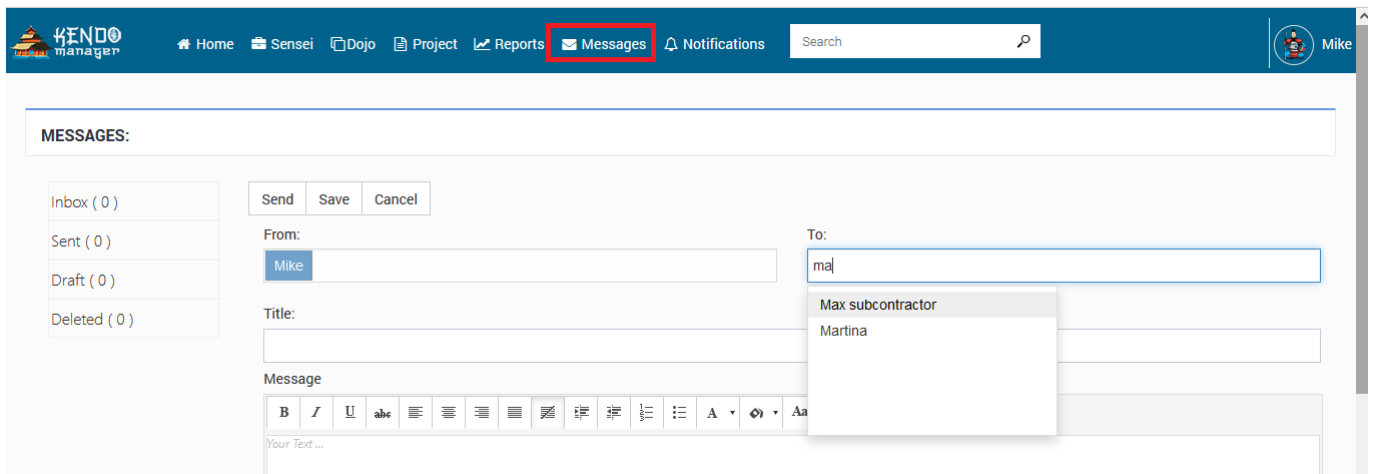 KENDO
manager
Home Sensei Dojo Project Reports Messages Notifications Search Mike
MESSAGES:
Inbox ( 0 )
Sent ( 0 )
Draft ( 0 )
Deleted ( 0 )
Send Save Cancel
From: To:
Mike ma
Max subcontractor
Martina
Title:
Message
B I U abc A Aa
Your Text ...